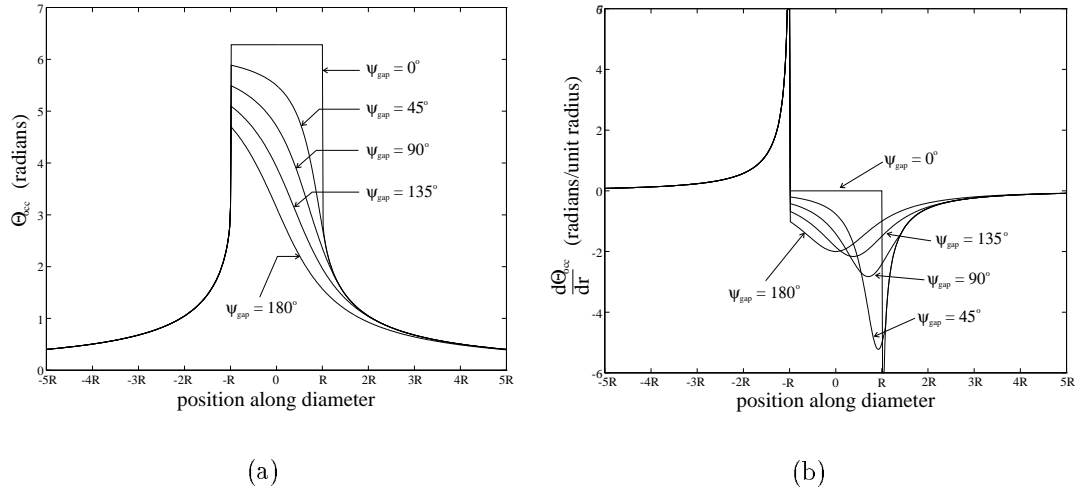 7
6
5
4
3
2
1
0
Θocc (radians)
ψgap = 0°
ψgap = 45°
ψgap = 90°
ψgap = 135°
ψgap = 180°
-5R -4R -3R -2R -R 0 R 2R 3R 4R 5R
position along diameter
(a)
6
4
2
0
-2
-4
-6
dΘocc
dr
(radians/unit radius)
ψgap = 0°
ψgap = 135°
ψgap = 90°
ψgap = 180°
ψgap = 45°
-5R -4R -3R -2R -R 0 R 2R 3R 4R 5R
position along diameter
(b)